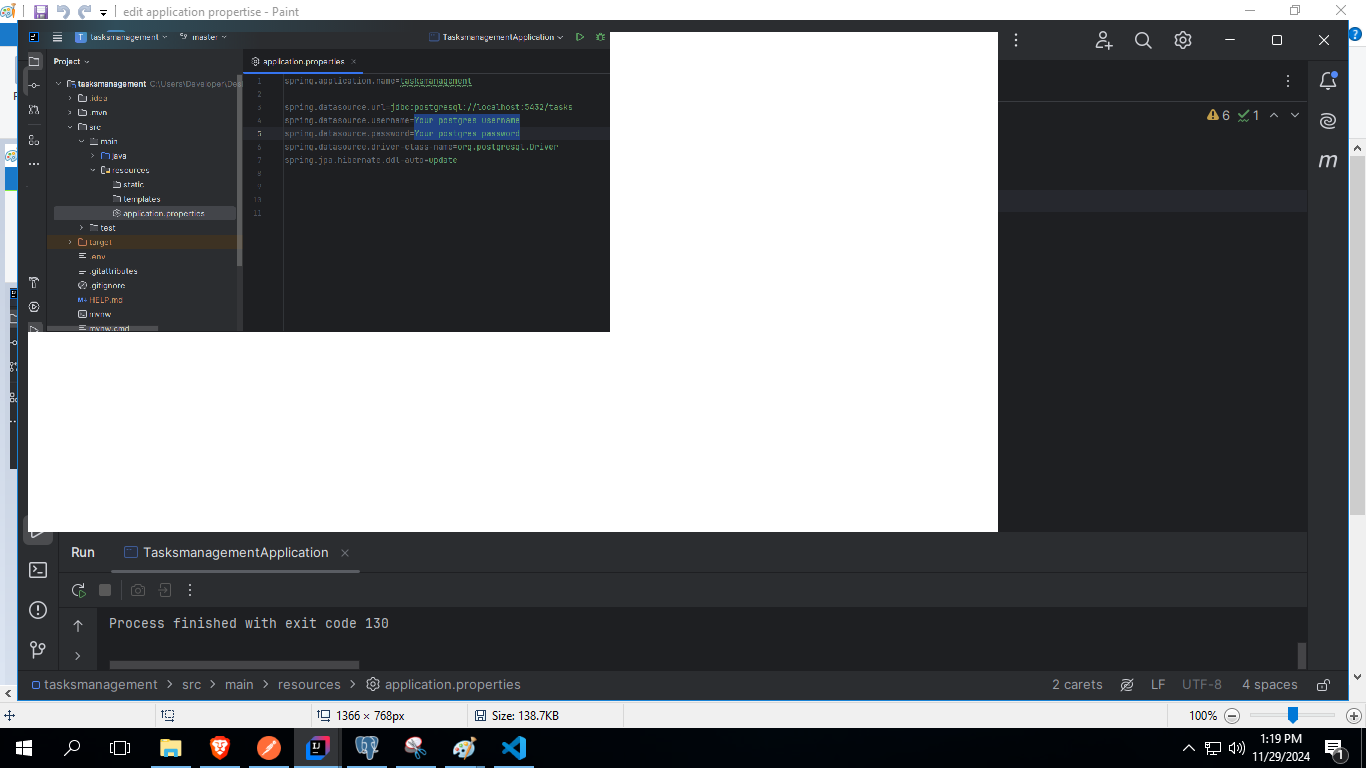 edit application propertise - Paint
T tasksmanagement master TasksmanagementApplication
Project
application.properties
tasksmanagement C:\Users\Developer\Des
.idea
.mvn
src
main
java
resources
static
templates
application.properties
test
target
.env
.gitattributes
.gitignore
M+ HELP.md
mvnw
mvnw.cmd
1 spring.application.name=tasksmanagement
2
3 spring.datasource.url=jdbc:postgresql://localhost:5432/tasks
4 spring.datasource.username=Your postgres username
5 spring.datasource.password=Your postgres password
6 spring.datasource.driver-class-name=org.postgresql.Driver
7 spring.jpa.hibernate.ddl-auto=update
8
9
10
11
6 1
m
Run TasksmanagementApplication
Process finished with exit code 130
tasksmanagement > src > main > resources > application.properties
2 carets LF UTF-8 4 spaces
1366 × 768px Size: 138.7KB 100%
1:19 PM
11/29/2024
1